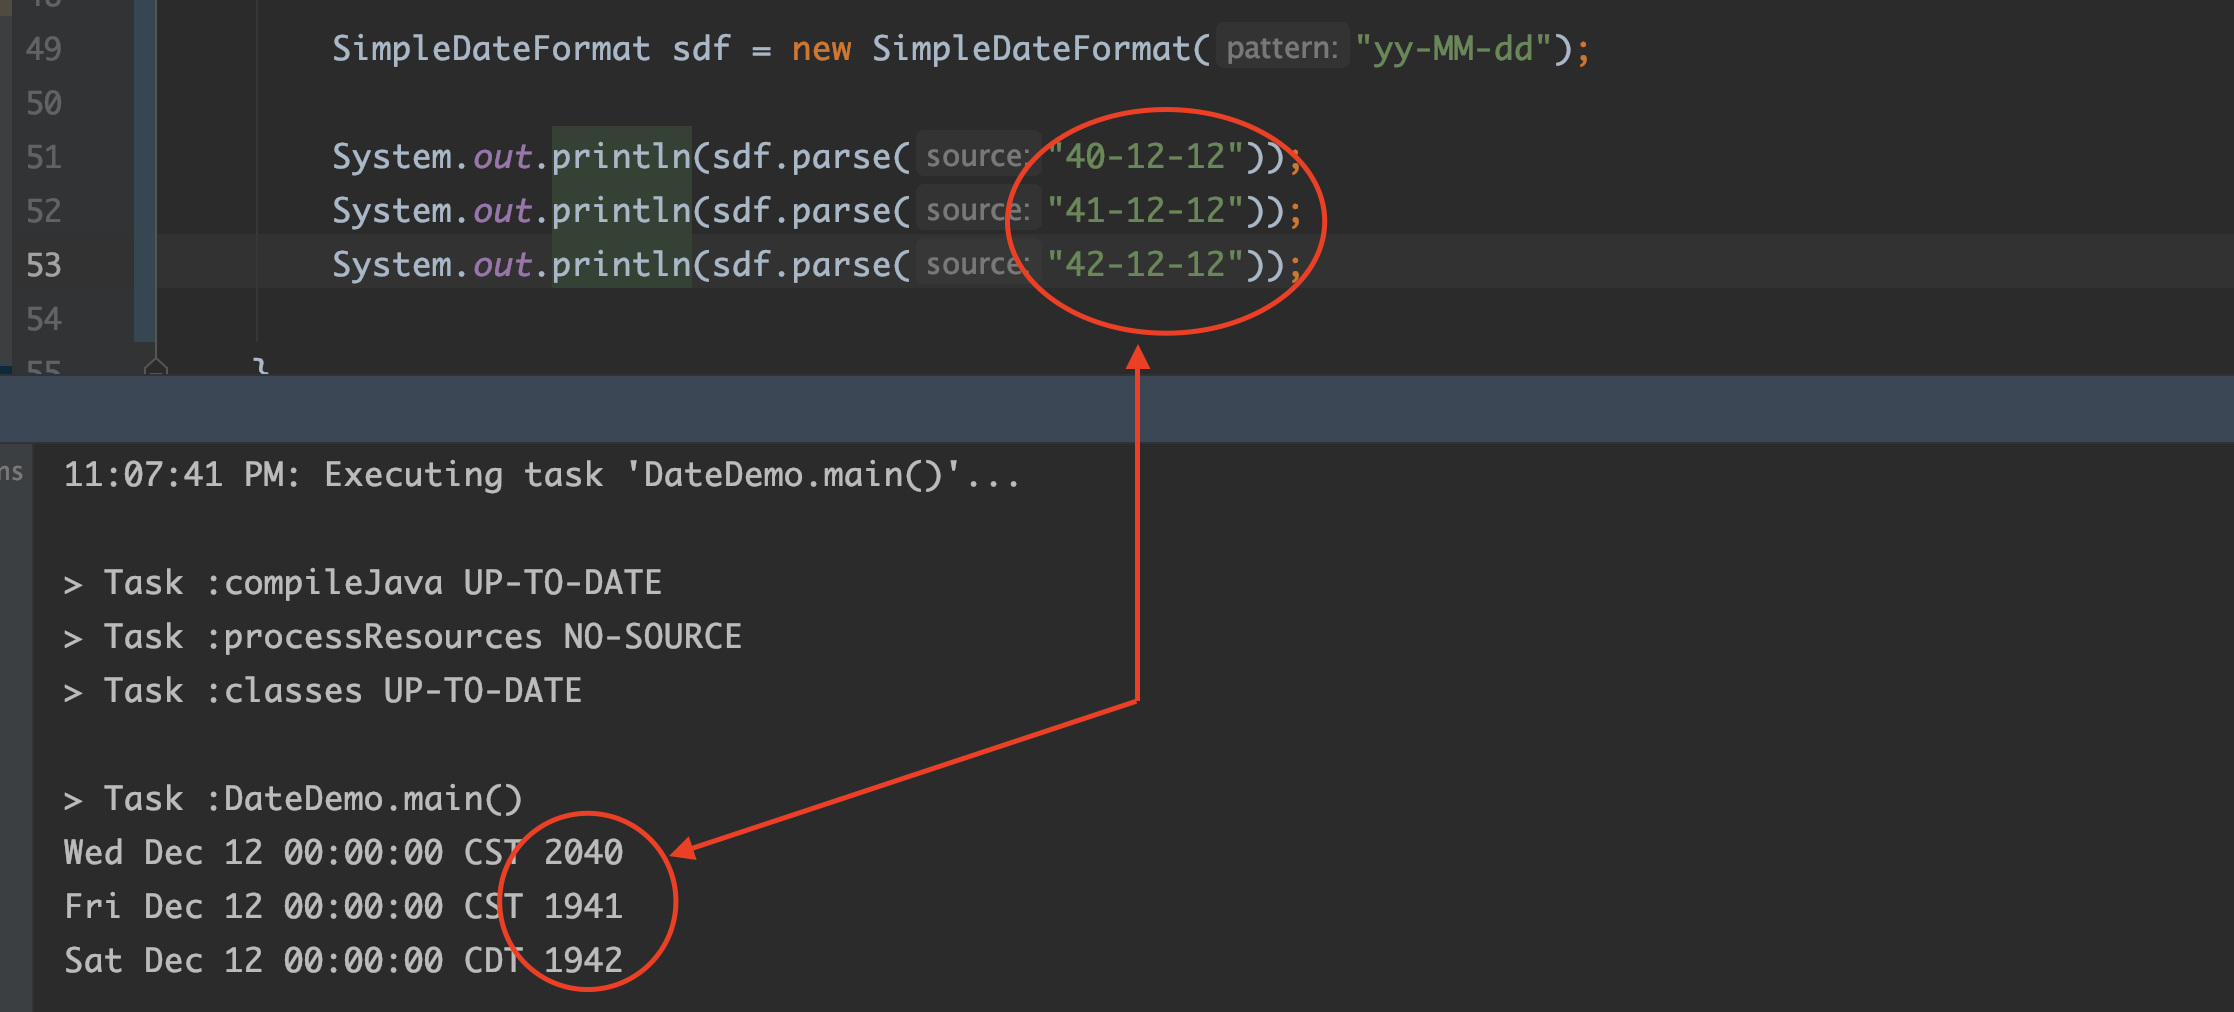 49 SimpleDateFormat sdf = new SimpleDateFormat( pattern: "yy-MM-dd");
50
51 System.out.println(sdf.parse( source: "40-12-12"));
52 System.out.println(sdf.parse( source: "41-12-12"));
53 System.out.println(sdf.parse( source: "42-12-12"));
54
55 }
ns
11:07:41 PM: Executing task 'DateDemo.main()'...
> Task :compileJava UP-TO-DATE
> Task :processResources NO-SOURCE
> Task :classes UP-TO-DATE
> Task :DateDemo.main()
Wed Dec 12 00:00:00 CST 2040
Fri Dec 12 00:00:00 CST 1941
Sat Dec 12 00:00:00 CDT 1942